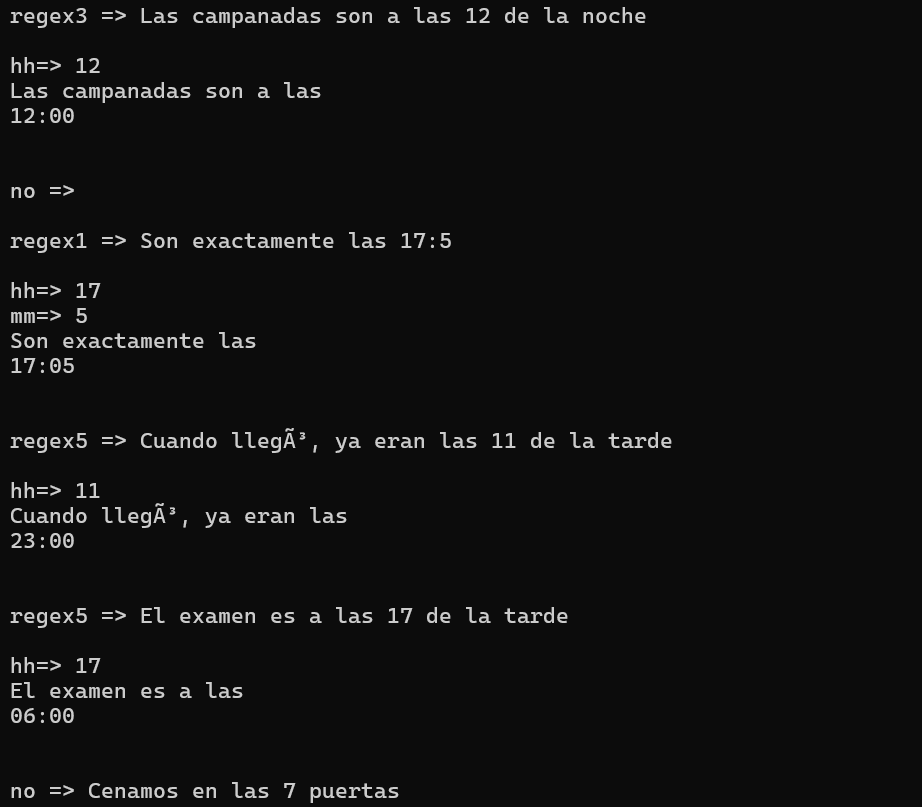 regex3 => Las campanadas son a las 12 de la noche
hh=> 12
Las campanadas son a las
12:00
no =>
regex1 => Son exactamente las 17:5
hh=> 17
mm=> 5
Son exactamente las
17:05
regex5 => Cuando llegÃ³, ya eran las 11 de la tarde
hh=> 11
Cuando llegÃ³, ya eran las
23:00
regex5 => El examen es a las 17 de la tarde
hh=> 17
El examen es a las
06:00
no => Cenamos en las 7 puertas